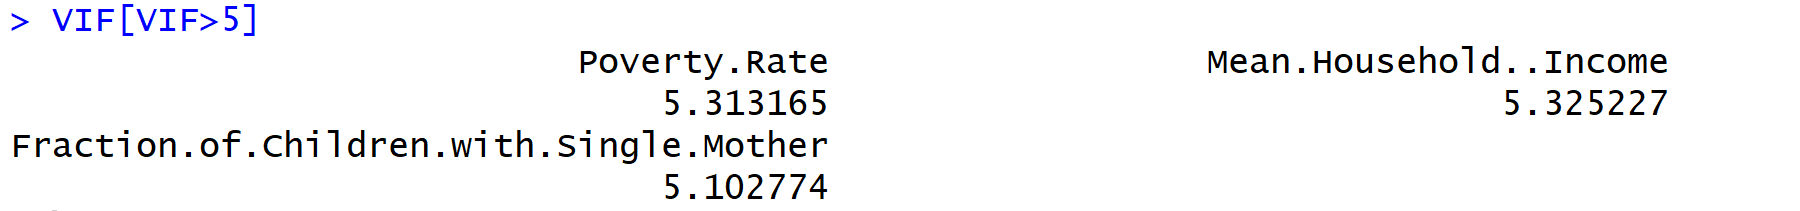 > VIF[VIF>5]
Poverty.Rate Mean.Household..Income
5.313165 5.325227
Fraction.of.Children.with.Single.Mother
5.102774